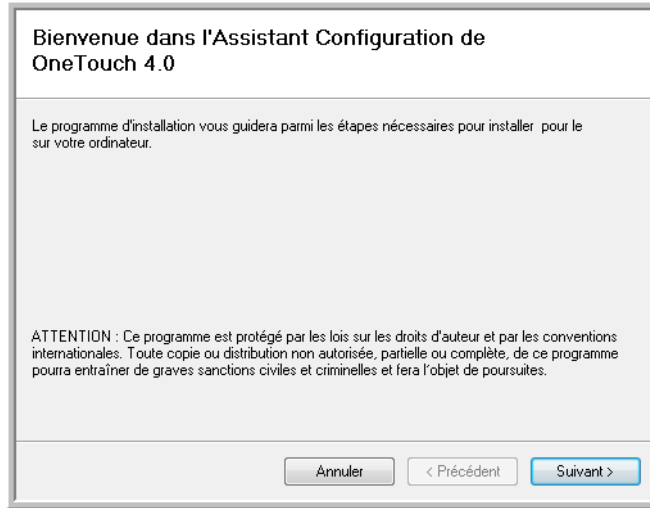 Bienvenue dans l'Assistant Configuration de
OneTouch 4.0
Le programme d'installation vous guidera parmi les étapes nécessaires pour installer  pour le
sur votre ordinateur.
ATTENTION : Ce programme est protégé par les lois sur les droits d'auteur et par les conventions
internationales. Toute copie ou distribution non autorisée, partielle ou complète, de ce programme
pourra entraîner de graves sanctions civiles et criminelles et fera l'objet de poursuites.
Annuler
< Précédent
Suivant >